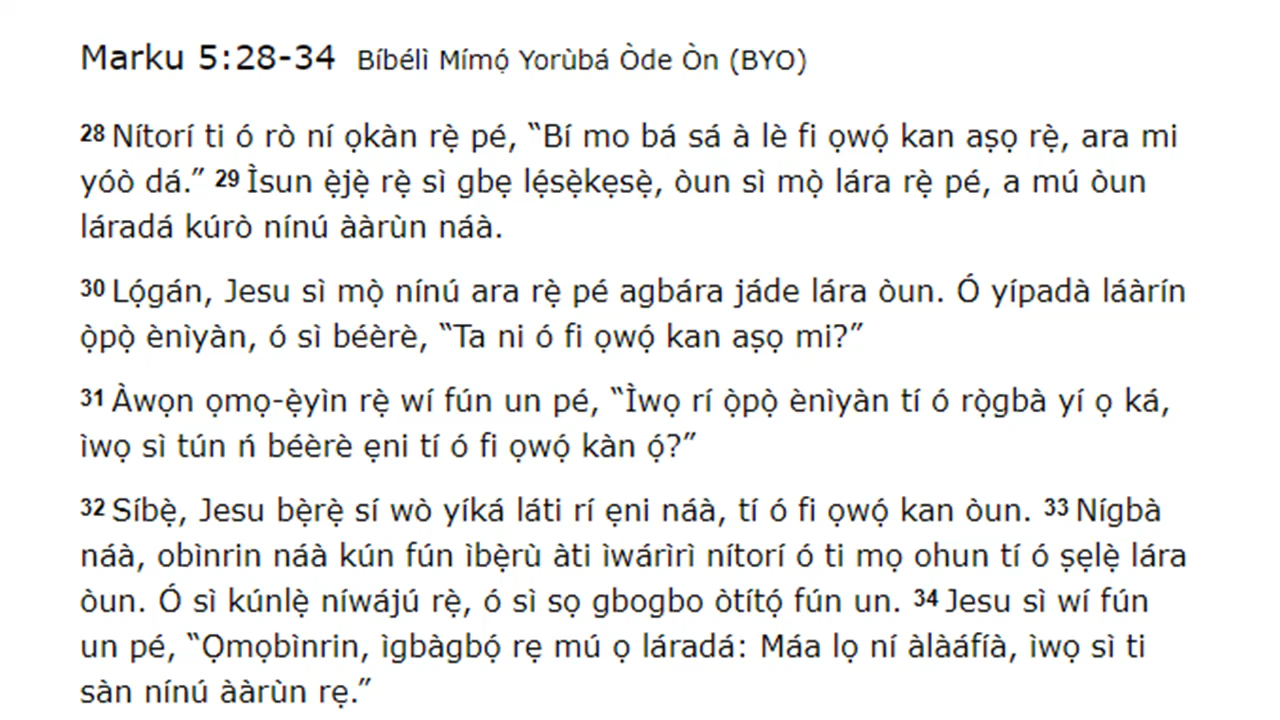 Marku 5:28-34 Bíbélì Mímọ́ Yorùbá Òde Òn (BYO)
28 Nítorí ti ó rò ní ọkàn rẹ̀ pé, “Bí mo bá sá à lè fi ọwọ́ kan aṣọ rẹ̀, ara mi
yóò dá.” 29 Ìsun ẹ̀jẹ̀ rẹ̀ sì gbẹ lẹ́sẹ̀kẹsẹ̀, òun sì mọ̀ lára rẹ̀ pé, a mú òun
láradá kúrò nínú ààrùn náà.
30 Lọ́gán, Jesu sì mọ̀ nínú ara rẹ̀ pé agbára jáde lára òun. Ó yípadà láàrín
ọ̀pọ̀ ènìyàn, ó sì béèrè, “Ta ni ó fi ọwọ́ kan aṣọ mi?”
31 Àwọn ọmọ-ẹ̀yìn rẹ̀ wí fún un pé, “Ìwọ rí ọ̀pọ̀ ènìyàn tí ó rọ̀gbà yí ọ ká,
ìwọ sì tún ń béèrè ẹni tí ó fi ọwọ́ kàn ọ́?”
32 Síbẹ̀, Jesu bẹ̀rẹ̀ sí wò yíká láti rí ẹni náà, tí ó fi ọwọ́ kan òun. 33 Nígbà
náà, obìnrin náà kún fún ìbẹ̀rù àti ìwárìrì nítorí ó ti mọ ohun tí ó ṣẹlẹ̀ lára
òun. Ó sì kúnlẹ̀ níwájú rẹ̀, ó sì sọ gbogbo òtítọ́ fún un. 34 Jesu sì wí fún
un pé, “Ọmọbìnrin, ìgbàgbọ́ rẹ mú ọ láradá: Máa lọ ní àlàáfíà, ìwọ sì ti
sàn nínú ààrùn rẹ.”